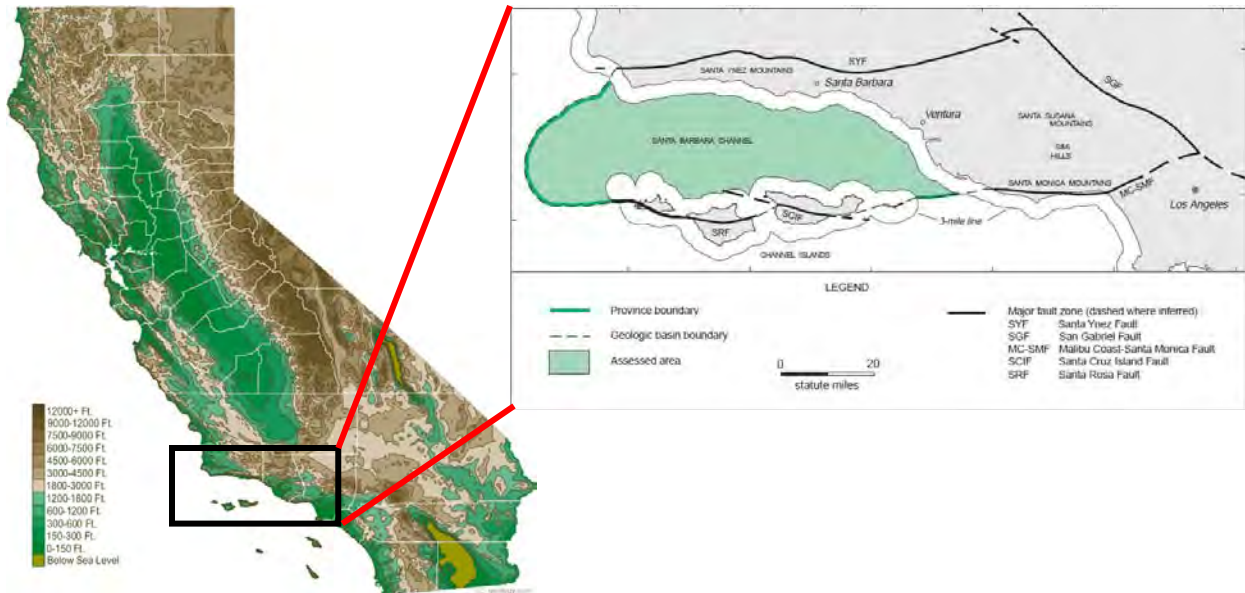 12000+ Ft.
9000-12000 Ft.
7500-9000 Ft.
6000-7500 Ft.
4500-6000 Ft.
3000-4500 Ft.
1800-3000 Ft.
1200-1800 Ft.
600-1200 Ft.
300-600 Ft.
150-300 Ft.
0-150 Ft.
Below Sea Level
SYF
SANTA YNEZ MOUNTAINS
Santa Barbara
SGF
Ventura
SANTA SUSANA
MOUNTAINS
SANTA BARBARA CHANNEL
SIMI
HILLS
SANTA MONICA MOUNTAINS
MC-SMF
Los Angeles
SCIF
3-mile line
SRF
CHANNEL ISLANDS
LEGEND
Province boundary
Geologic basin boundary
Assessed area
0 20
statute miles
Major fault zone (dashed where inferred)
SYF Santa Ynez Fault
SGF San Gabriel Fault
MC-SMF Malibu Coast-Santa Monica Fault
SCIF Santa Cruz Island Fault
SRF Santa Rosa Fault